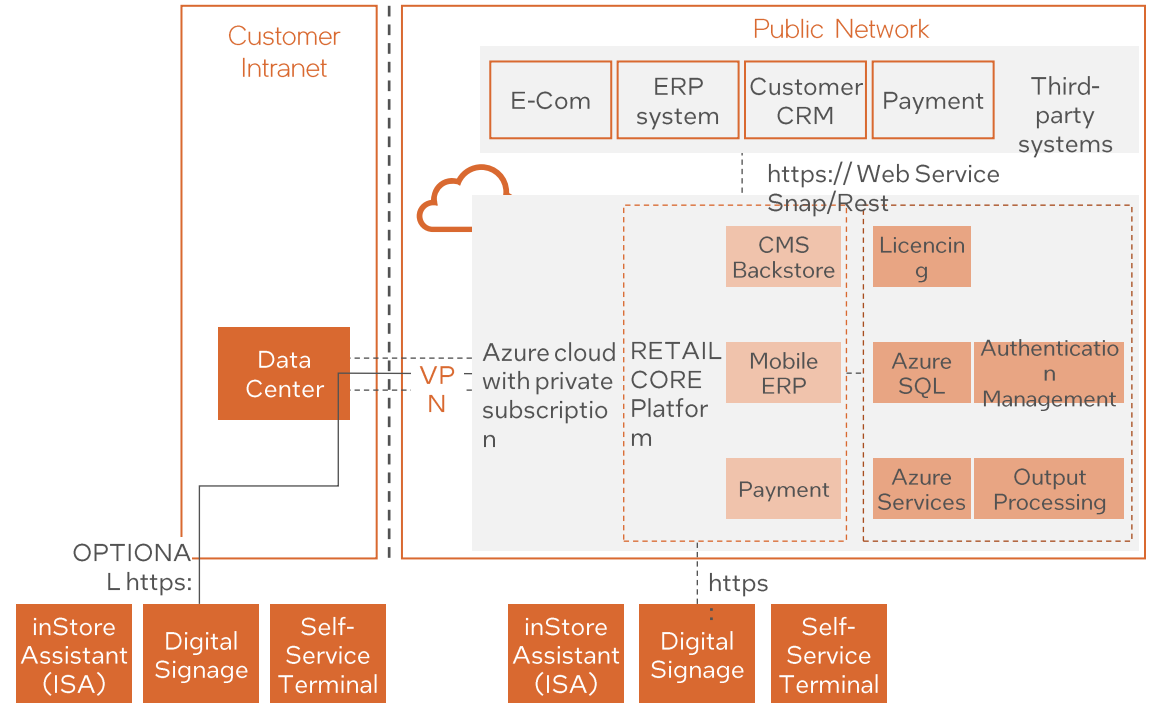 Customer
Intranet
Public Network
E-Com
ERP
system
Customer
CRM
Payment
Third-
party
systems
https:// Web Service
Snap/Rest
CMS
Backstore
Licencin
g
Data
Center
VP
N
Azure cloud
with private
subscriptio
n
RETAIL
CORE
Platfor
m
Mobile
ERP
Azure
SQL
Authenticatio
n
Management
Payment
Azure
Services
Output
Processing
OPTIONA
L https:
https
:
inStore
Assistant
(ISA)
Digital
Signage
Self-
Service
Terminal
inStore
Assistant
(ISA)
Digital
Signage
Self-
Service
Terminal